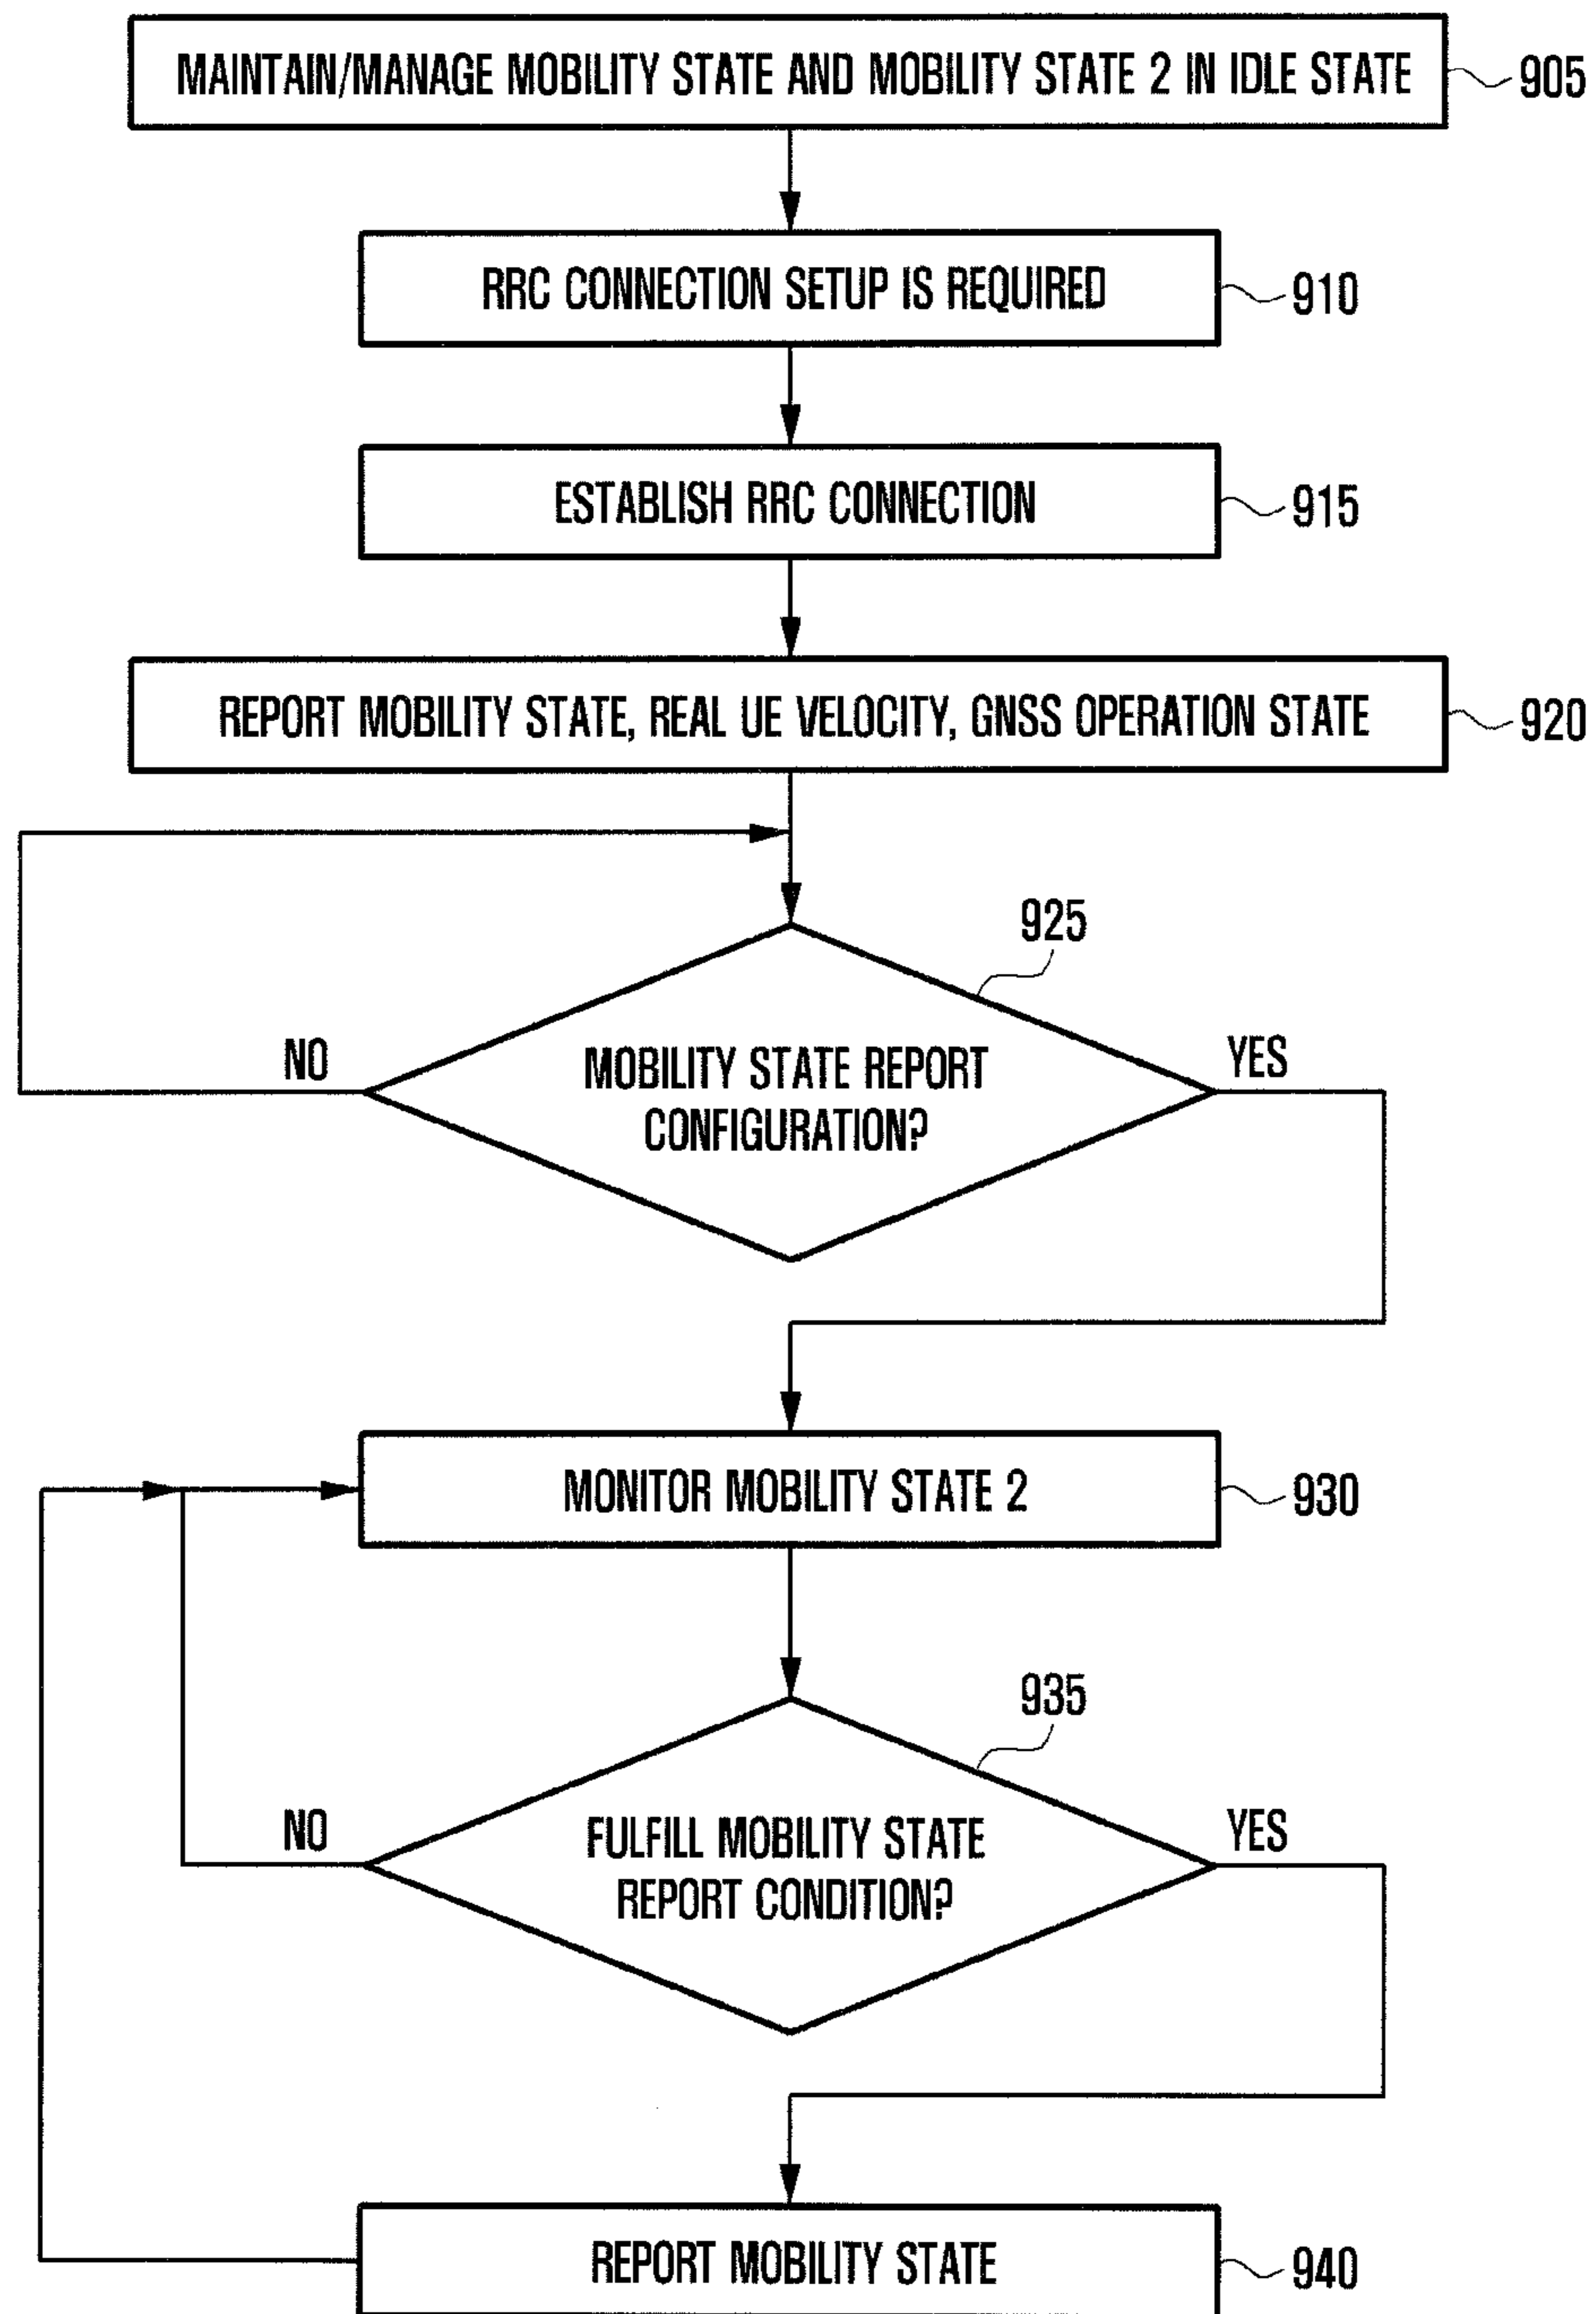 MAINTAIN/MANAGE MOBILITY STATE AND MOBILITY STATE 2 IN IDLE STATE
905
RRC CONNECTION SETUP IS REQUIRED
910
ESTABLISH RRC CONNECTION
915
REPORT MOBILITY STATE, REAL UE VELOCITY, GNSS OPERATION STATE
920
925
NO
MOBILITY STATE REPORT
CONFIGURATION?
YES
MONITOR MOBILITY STATE 2
930
935
NO
FULFILL MOBILITY STATE
REPORT CONDITION?
YES
REPORT MOBILITY STATE
940